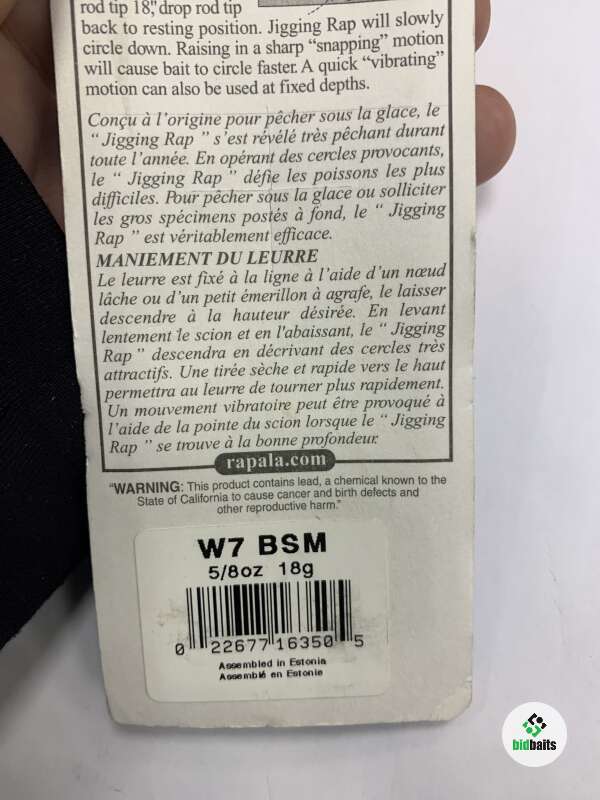 rod tip 18", drop rod tip
back to resting position. Jigging Rap will slowly
circle down. Raising in a sharp “snapping” motion
will cause bait to circle faster. A quick “vibrating”
motion can also be used at fixed depths.
Conçu à l'origine pour pêcher sous la glace, le
“ Jigging Rap ” s'est révélé très pêchant durant
toute l'année. En opérant des cercles provocants,
le “ Jigging Rap ” défie les poissons les plus
difficiles. Pour pêcher sous la glace ou solliciter
les gros spécimens postés à fond, le “ Jigging
Rap ” est véritablement efficace.
MANIEMENT DU LEURRE
Le leurre est fixé à la ligne à l'aide d'un nœud
lâche ou d'un petit émerillon à agrafe, le laisser
descendre à la hauteur désirée. En levant
lentement le scion et en l'abaissant, le “ Jigging
Rap ” descendra en décrivant des cercles très
attractifs. Une tirée sèche et rapide vers le haut
permettra au leurre de tourner plus rapidement.
Un mouvement vibratoire peut être provoqué à
l'aide de la pointe du scion lorsque le “ Jigging
Rap ” se trouve à la bonne profondeur.
rapala.com
“WARNING: This product contains lead, a chemical known to the
State of California to cause cancer and birth defects and
other reproductive harm.”
W7 BSM
5/8oz 18g
0 22677 16350 5
Assembled in Estonia
Assemblé en Estonie
bidbaits